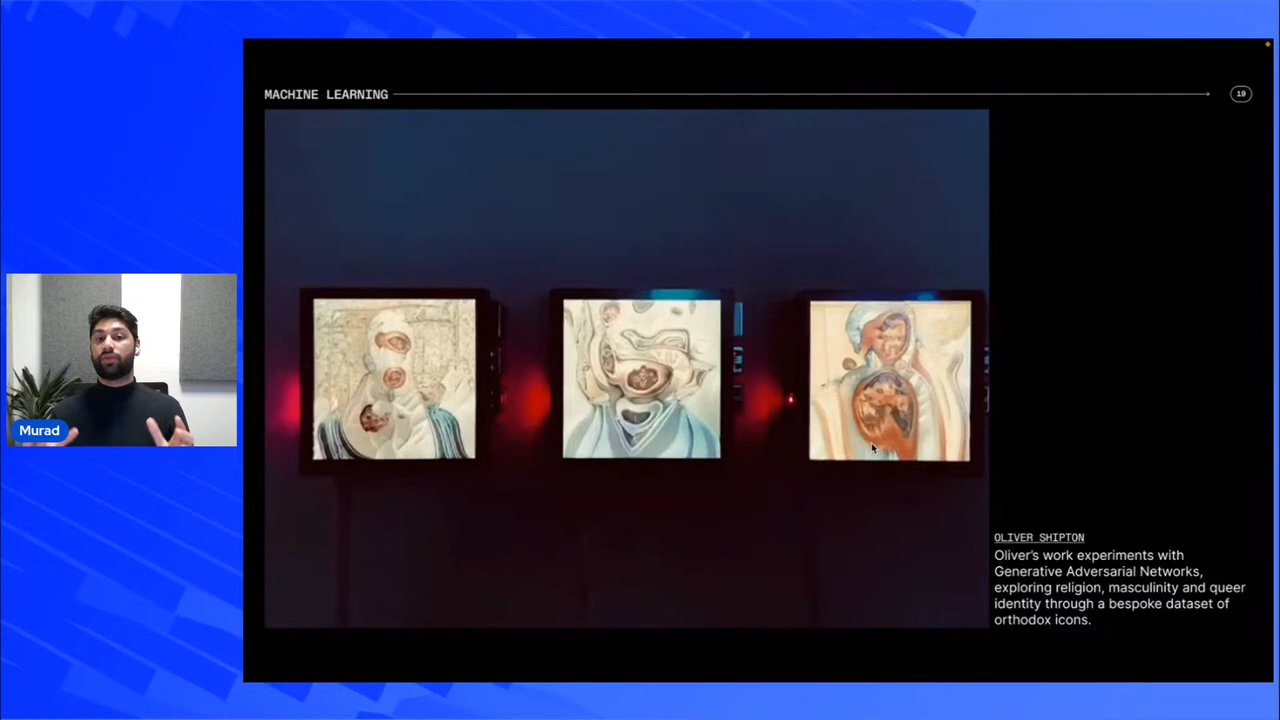 MACHINE LEARNING
19
Murad
OLIVER SHIPTON
Oliver's work experiments with
Generative Adversarial Networks,
exploring religion, masculinity and queer
identity through a bespoke dataset of
orthodox icons.